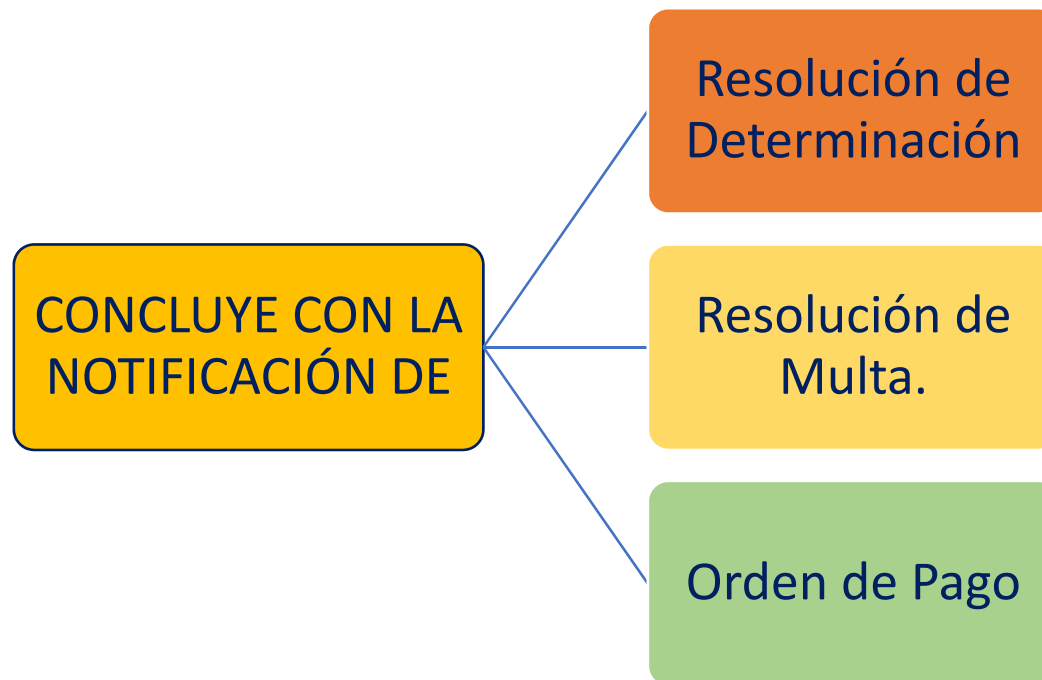 Resolución de
Determinación
CONCLUYE CON LA
NOTIFICACIÓN DE
Resolución de
Multa.
Orden de Pago